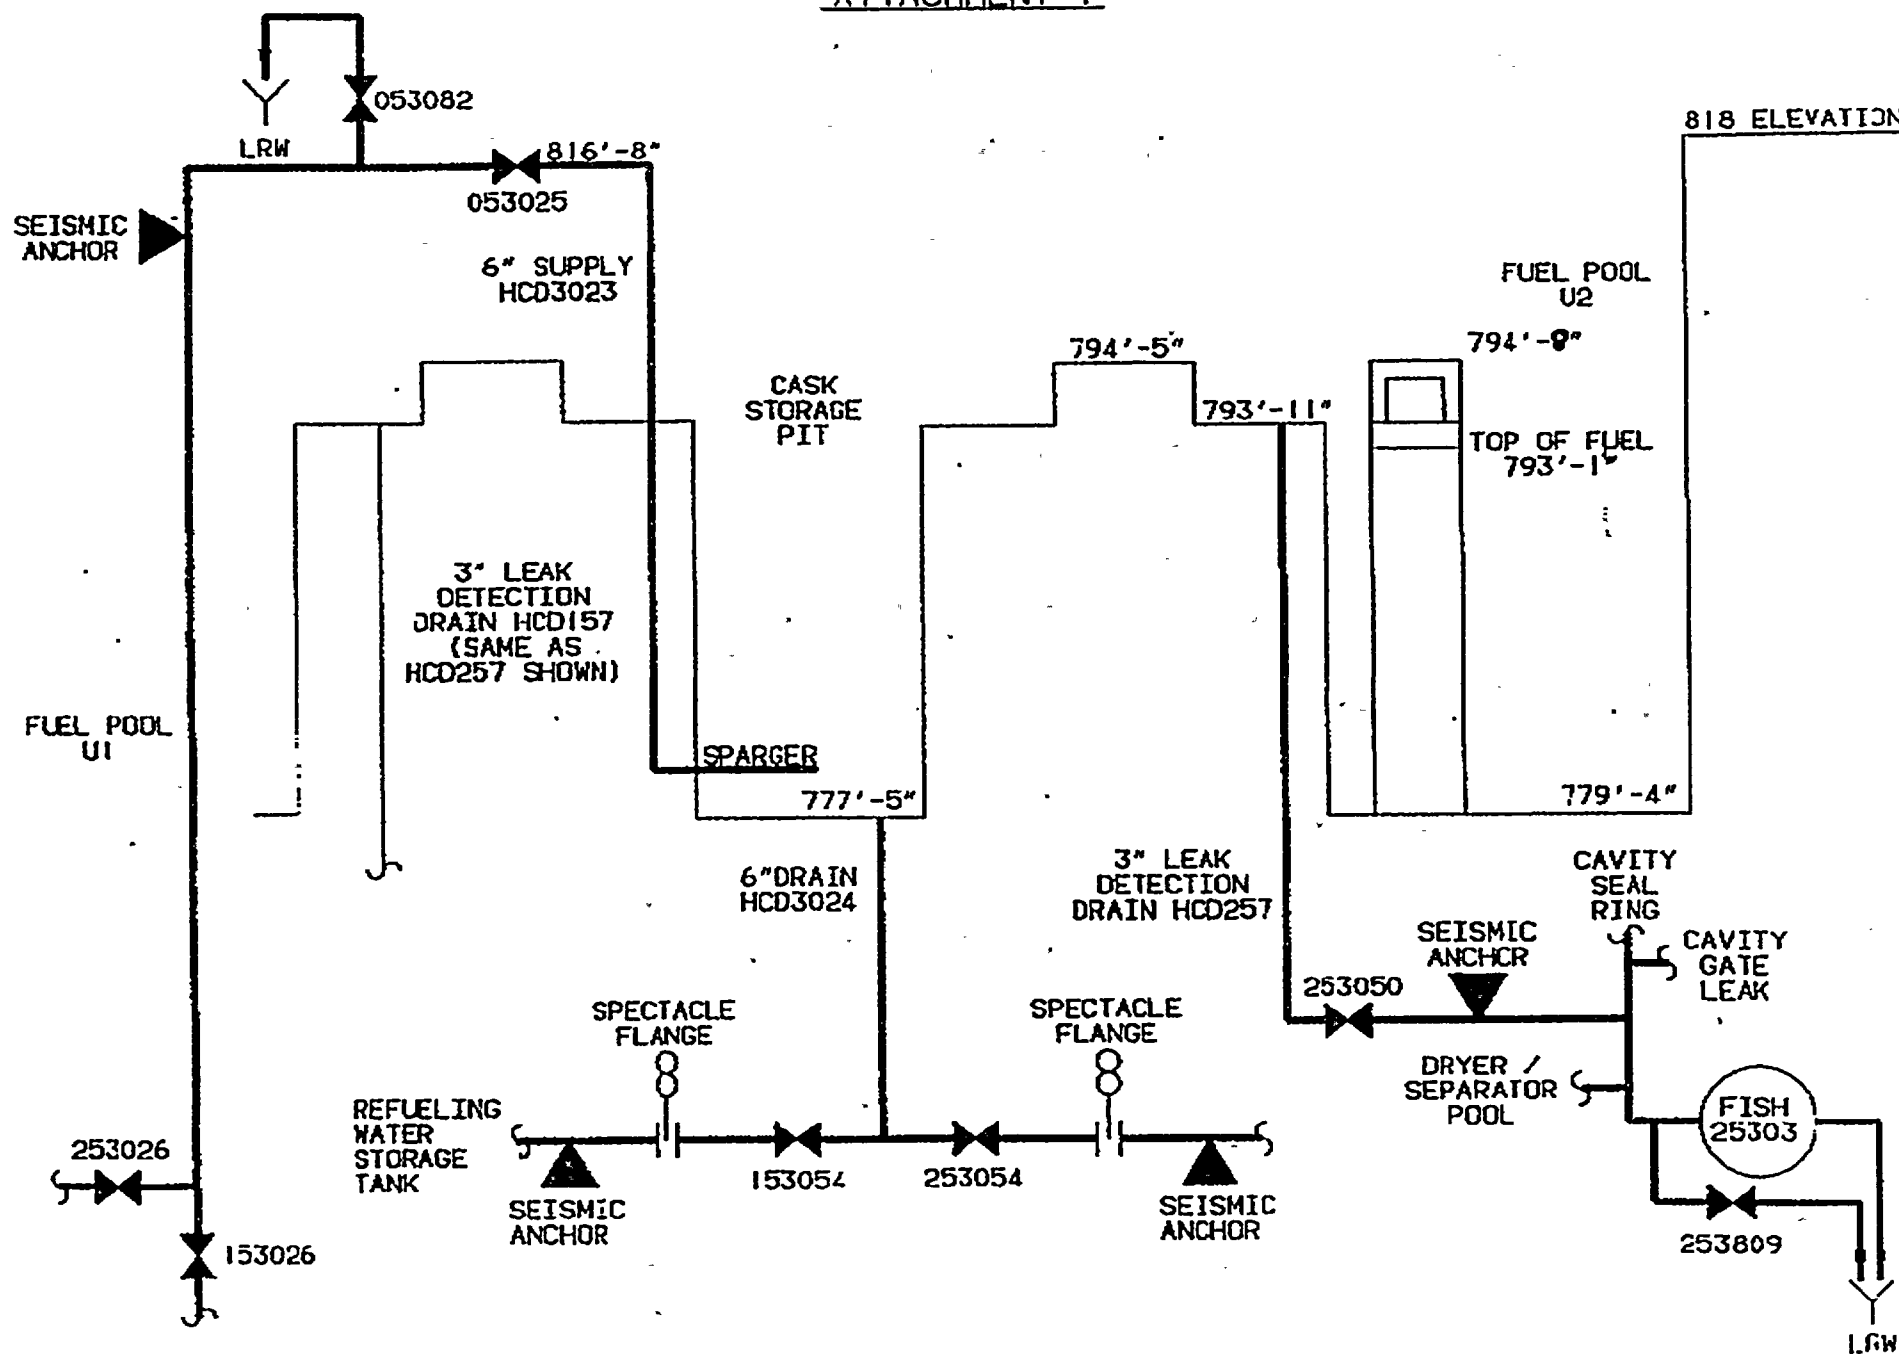 053082
LRW
818 ELEVATION
816'-8"
053025
SEISMIC
ANCHOR
6" SUPPLY
HCD3023
FUEL POOL
U2
794'-5"
CASK
STORAGE
PIT
793'-11"
TOP OF FUEL
793'-1"
3" LEAK
DETECTION
DRAIN HCD157
(SAME AS
HCD257 SHOWN)
FUEL POOL
U1
SPARGER
777'-5"
779'-4"
6"DRAIN
HCD3024
3" LEAK
DETECTION
DRAIN HCD257
CAVITY
SEAL
RING
CAVITY
GATE
LEAK
SEISMIC
ANCHOR
253050
SPECTACLE
FLANGE
SPECTACLE
FLANGE
DRYER /
SEPARATOR
POOL
FISH
25303
REFUELING
WATER
STORAGE
TANK
253026
153054
253054
SEISMIC
ANCHOR
SEISMIC
ANCHOR
153026
253809